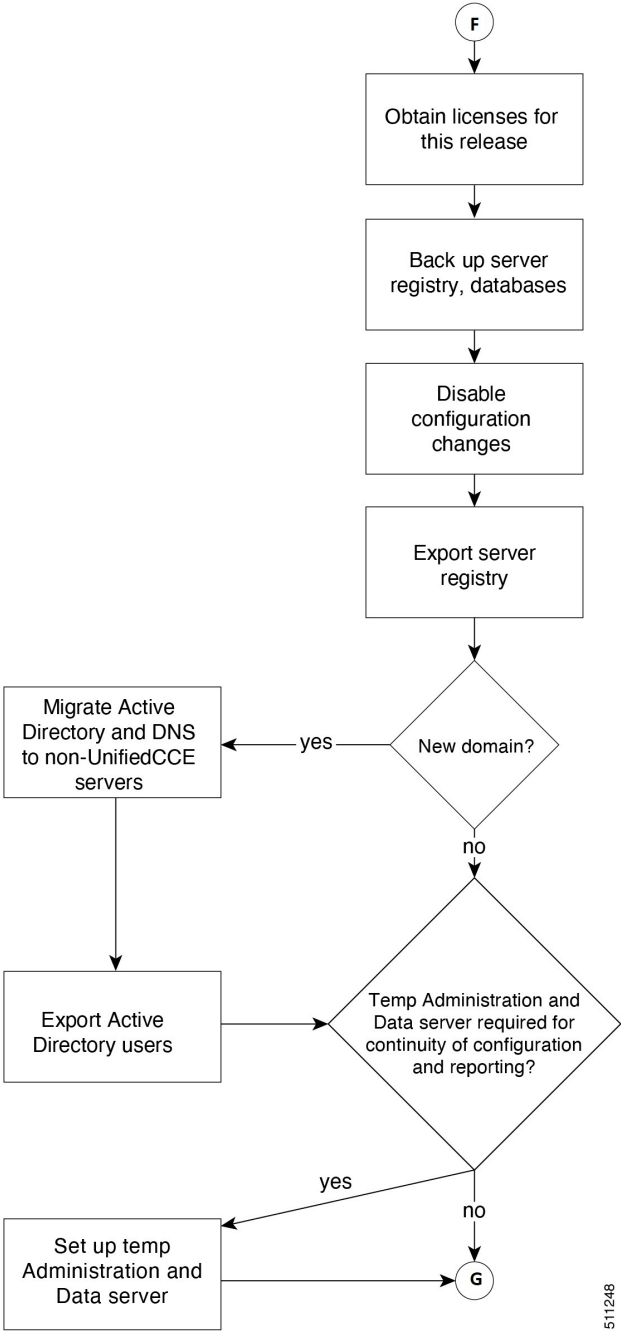 F
Obtain licenses for
this release
Back up server
registry, databases
Disable
configuration
changes
Export server
registry
New domain?
yes
Migrate Active
Directory and DNS
to non-UnifiedCCE
servers
no
Export Active
Directory users
Temp Administration and
Data server required for
continuity of configuration
and reporting?
yes
no
Set up temp
Administration and
Data server
G
511248